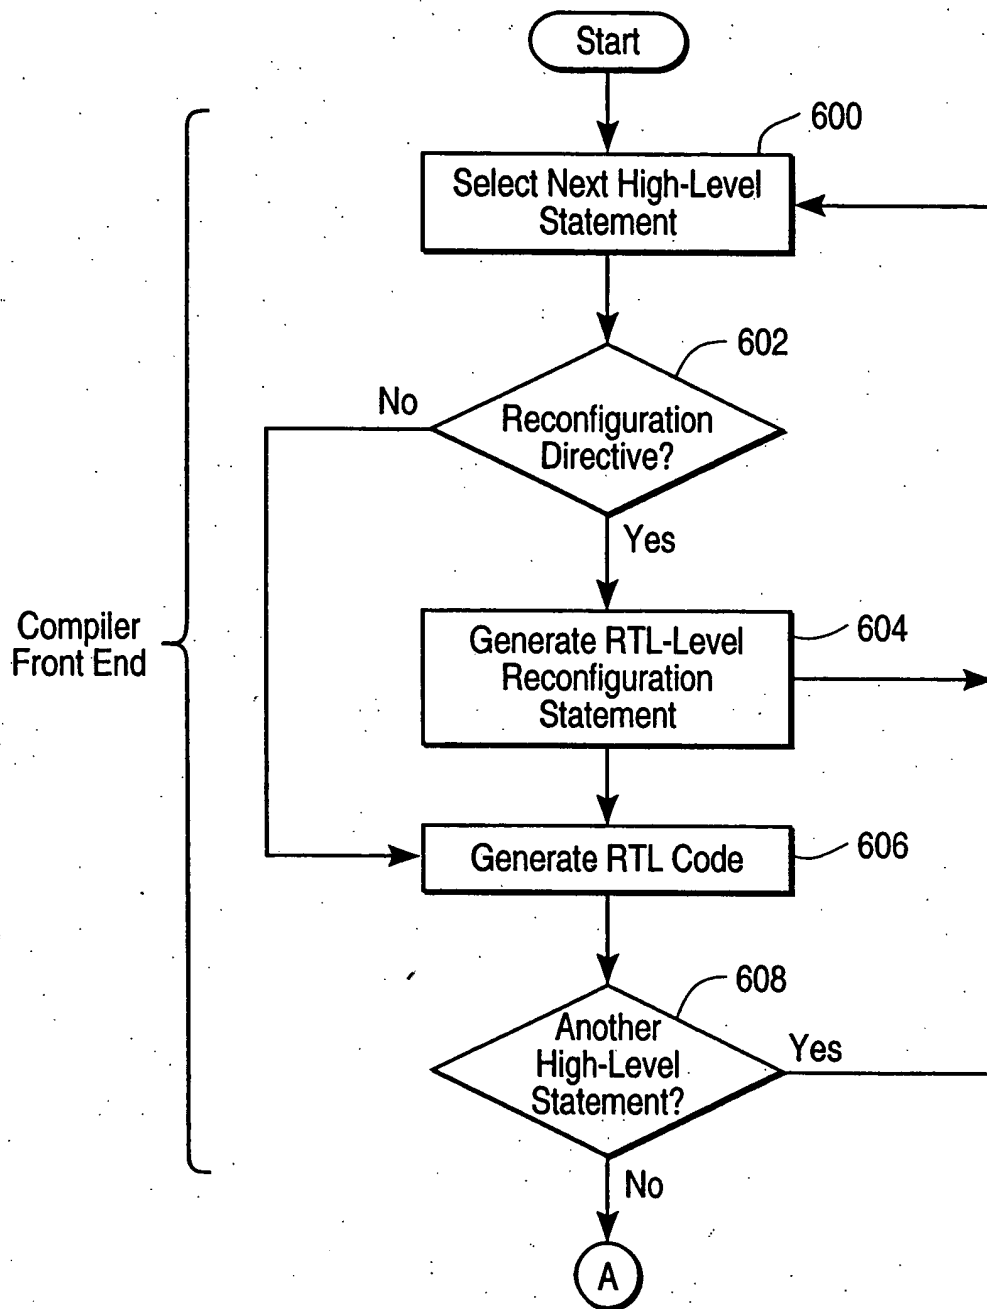 Start
600
Select Next High-Level
Statement
602
No
Reconfiguration
Directive?
Yes
Compiler
Front End
Generate RTL-Level
Reconfiguration
Statement
604
Generate RTL Code
606
608
Another
High-Level
Statement?
Yes
No
A